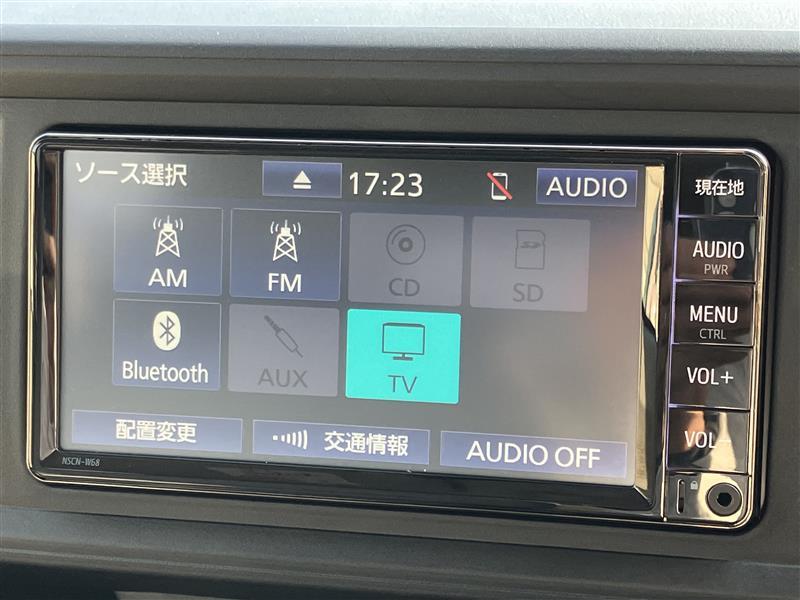 ソース選択
17:23
AUDIO
AM
FM
CD
SD
Bluetooth
AUX
TV
配置変更
交通情報
AUDIO OFF
NSCN-W68
現在地
AUDIO
PWR
MENU
CTRL
VOL+
VOL-